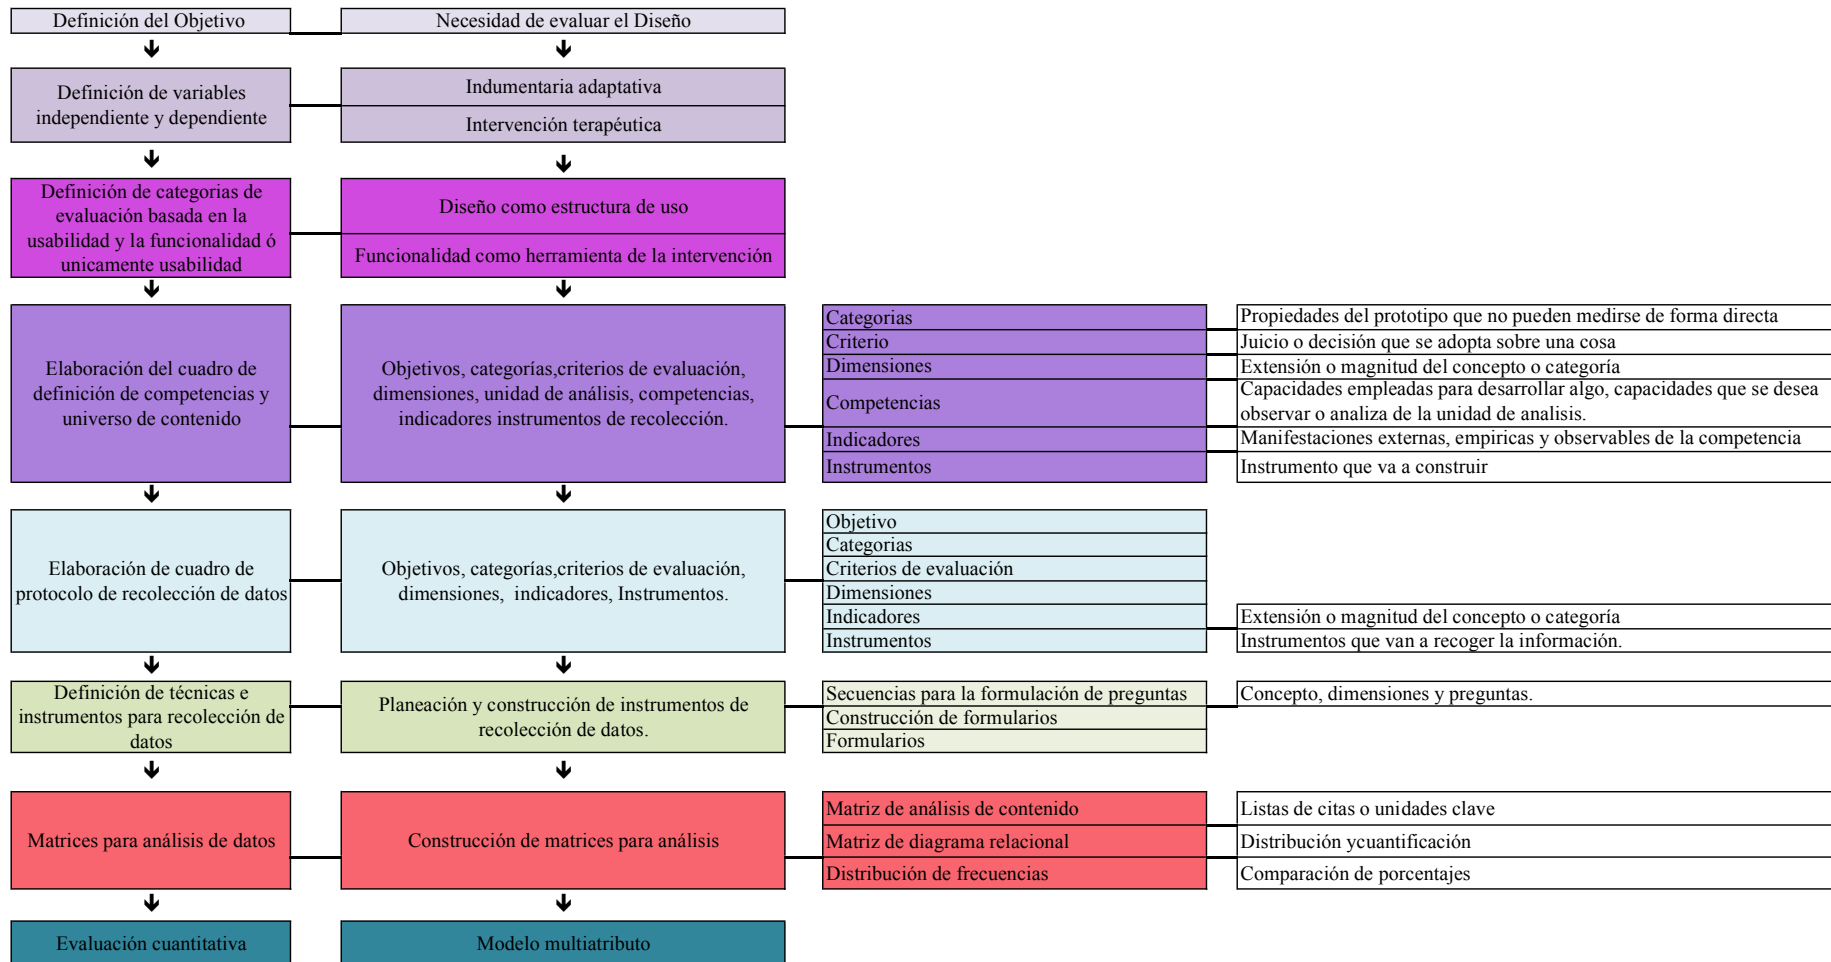 Definición del Objetivo
Necesidad de evaluar el Diseño
Definición de variables
independiente y dependiente
Indumentaria adaptativa
Intervención terapéutica
Definición de categorias de
evaluación basada en la
usabilidad y la funcionalidad ó
unicamente usabilidad
Diseño como estructura de uso
Funcionalidad como herramienta de la intervención
Elaboración del cuadro de
definición de competencias y
universo de contenido
Objetivos, categorías,criterios de evaluación,
dimensiones, unidad de análisis, competencias,
indicadores instrumentos de recolección.
Categorias
Propiedades del prototipo que no pueden medirse de forma directa
Criterio
Juicio o decisión que se adopta sobre una cosa
Dimensiones
Extensión o magnitud del concepto o categoría
Competencias
Capacidades empleadas para desarrollar algo, capacidades que se desea
observar o analiza de la unidad de analisis.
Indicadores
Manifestaciones externas, empiricas y observables de la competencia
Instrumentos
Instrumento que va a construir
Elaboración de cuadro de
protocolo de recolección de datos
Objetivos, categorías,criterios de evaluación,
dimensiones, indicadores, Instrumentos.
Objetivo
Categorias
Criterios de evaluación
Dimensiones
Indicadores
Extensión o magnitud del concepto o categoría
Instrumentos
Instrumentos que van a recoger la información.
Definición de técnicas e
instrumentos para recolección de
datos
Planeación y construcción de instrumentos de
recolección de datos.
Secuencias para la formulación de preguntas
Concepto, dimensiones y preguntas.
Construcción de formularios
Formularios
Matrices para análisis de datos
Construcción de matrices para análisis
Matriz de análisis de contenido
Listas de citas o unidades clave
Matriz de diagrama relacional
Distribución ycuantificación
Distribución de frecuencias
Comparación de porcentajes
Evaluación cuantitativa
Modelo multiatributo